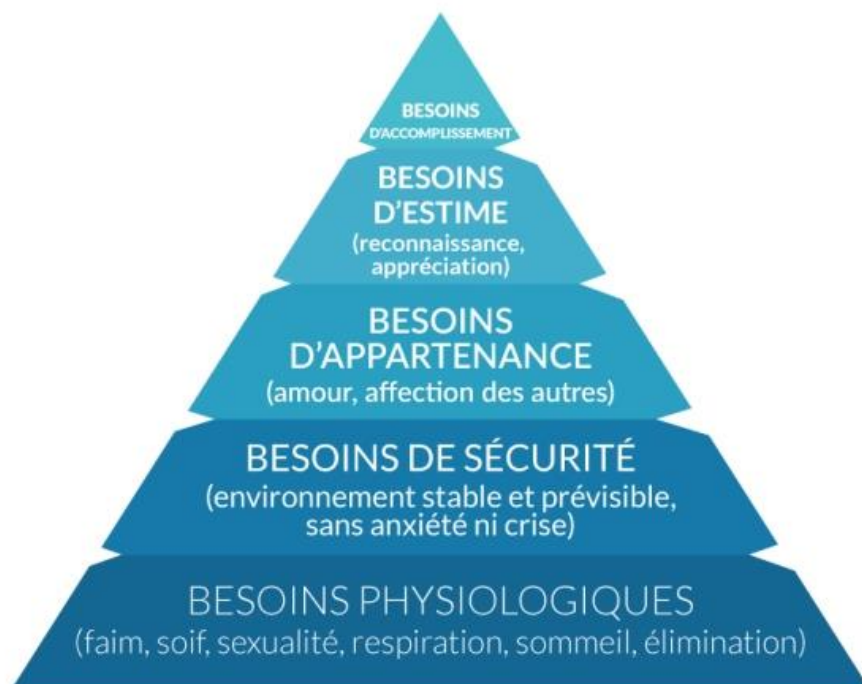 BESOINS
D'ACCOMPLISSEMENT
BESOINS
D'ESTIME
(reconnaissance,
appréciation)
BESOINS
D'APPARTENANCE
(amour, affection des autres)
BESOINS DE SÉCURITÉ
(environnement stable et prévisible,
sans anxiété ni crise)
BESOINS PHYSIOLOGIQUES
(faim, soif, sexualité, respiration, sommeil, élimination)